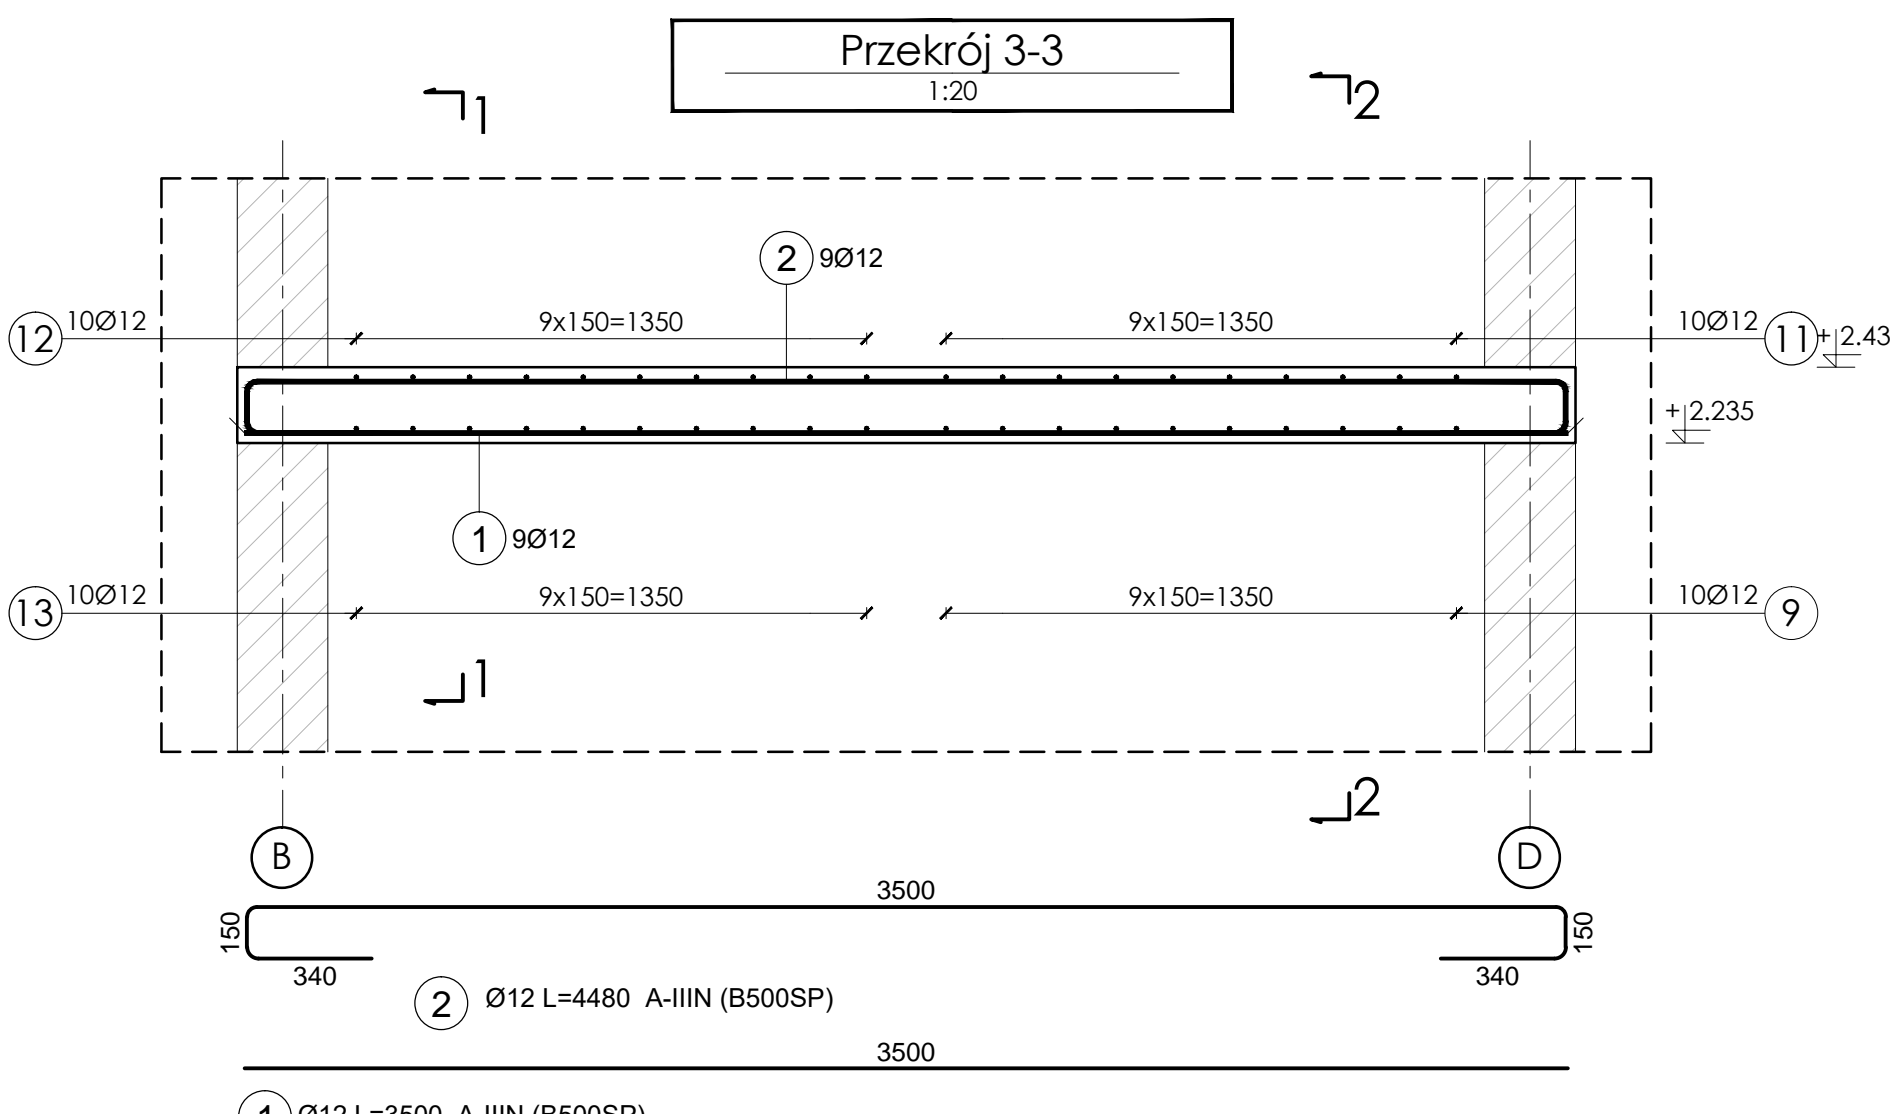 Przekrój 3-3
1:20
1
2
2 9Ø12
12 10Ø12
9x150=1350
9x150=1350
10Ø12 11
+ 2.43
+ 2.235
1 9Ø12
13 10Ø12
9x150=1350
9x150=1350
10Ø12 9
1
2
B
D
3500
150
150
340
340
2 Ø12 L=4480 A-IIIN (B500SP)
3500
1 Ø12 L=3500 A-IIIN (B500SP)